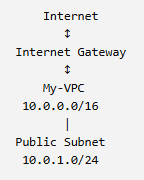 Internet
↕
Internet Gateway
↕
My-VPC
10.0.0.0/16
|
Public Subnet
10.0.1.0/24